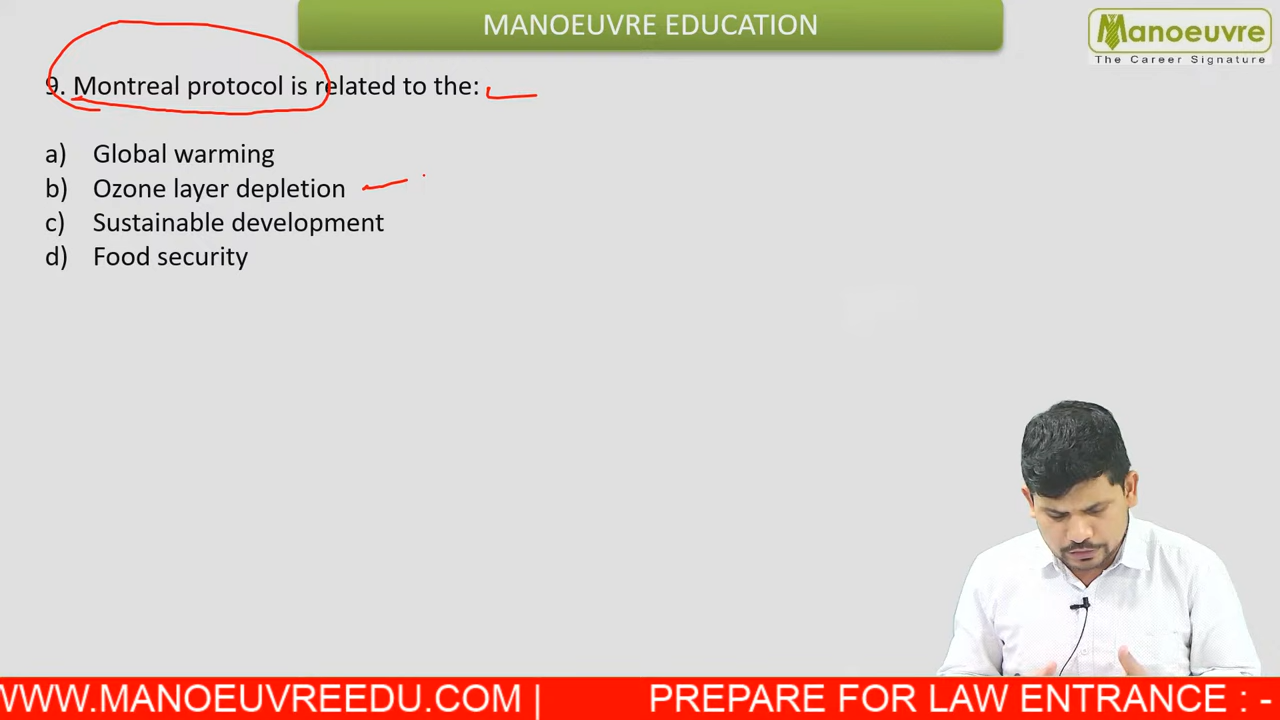 MANOEUVRE EDUCATION
Manoeuvre
The Career Signature
9. Montreal protocol is related to the:
a) Global warming
b) Ozone layer depletion
c) Sustainable development
d) Food security
WWW.MANOEUVREEDU.COM | PREPARE FOR LAW ENTRANCE : -